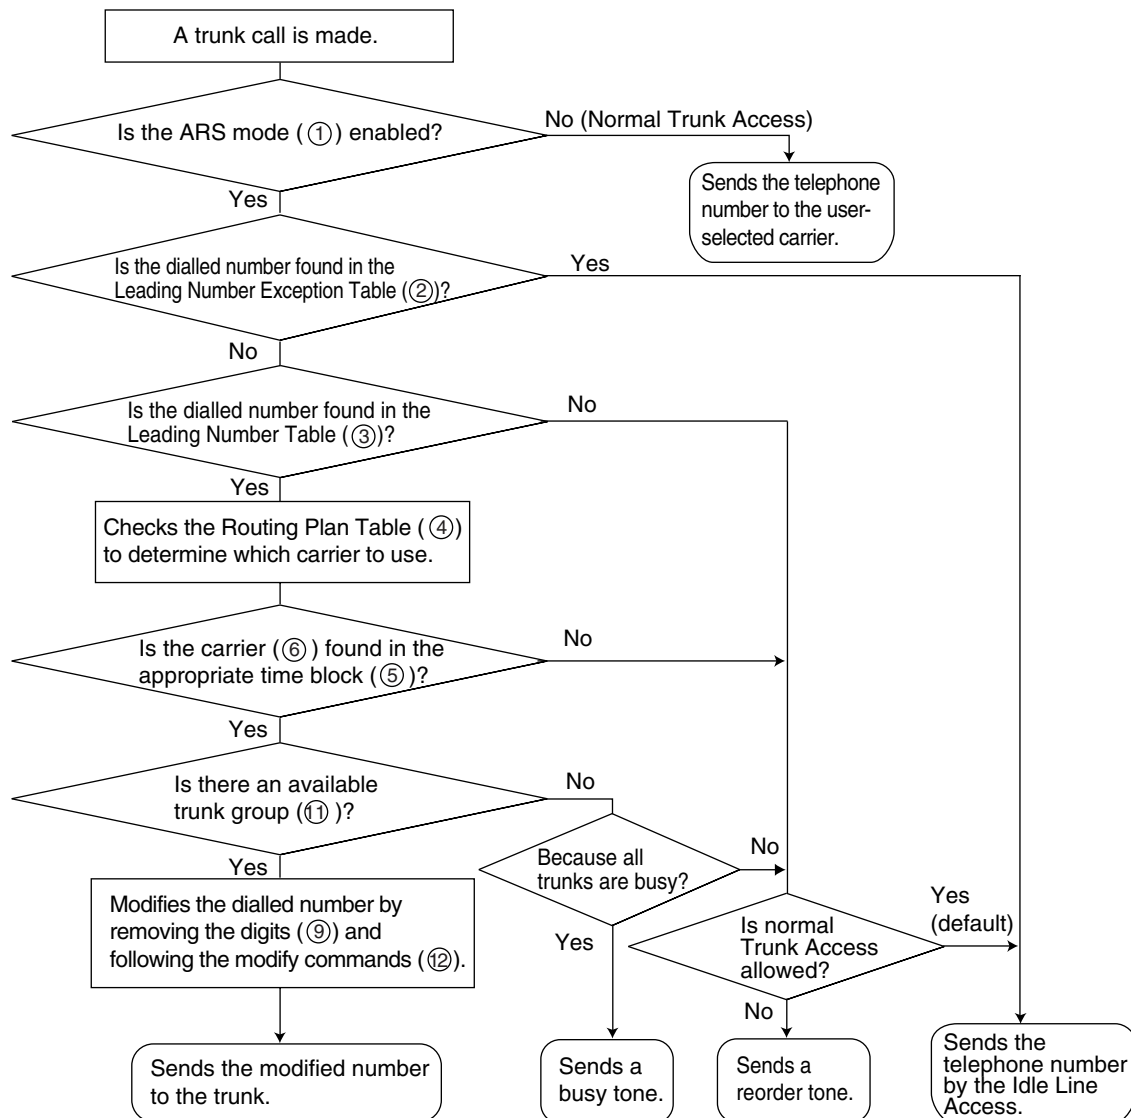 A trunk call is made.
Is the ARS mode (①) enabled?
No (Normal Trunk Access)
Sends the telephone
number to the user-
selected carrier.
Yes
Is the dialled number found in the
Leading Number Exception Table (②)?
Yes
No
Is the dialled number found in the
Leading Number Table (③)?
No
Yes
Checks the Routing Plan Table (④)
to determine which carrier to use.
Is the carrier (⑥) found in the
appropriate time block (⑤)?
No
Yes
Is there an available
trunk group (⑪)?
No
Yes
Because all
trunks are busy?
No
Yes
Modifies the dialled number by
removing the digits (⑨) and
following the modify commands (⑫).
Is normal
Trunk Access
allowed?
Yes
(default)
No
Sends the modified number
to the trunk.
Sends a
busy tone.
Sends a
reorder tone.
Sends the
telephone number
by the Idle Line
Access.